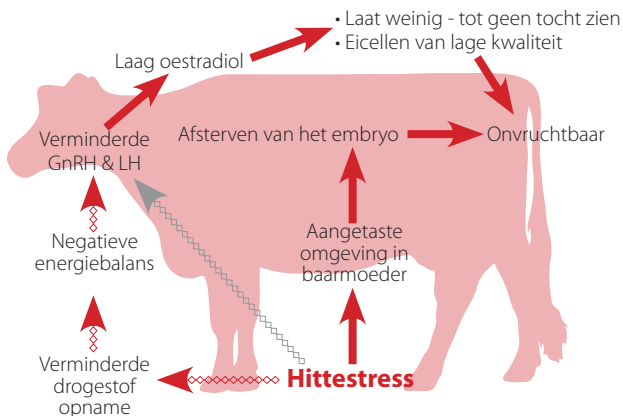 • Laat weinig - tot geen tocht zien
• Eicellen van lage kwaliteit
Laag oestradiol
Verminderde
GnRH & LH
Afsterven van het embryo
Onvruchtbaar
Negatieve
energiebalans
Aangetaste
omgeving in
baarmoeder
Verminderde
drogestof
opname
Hittestress